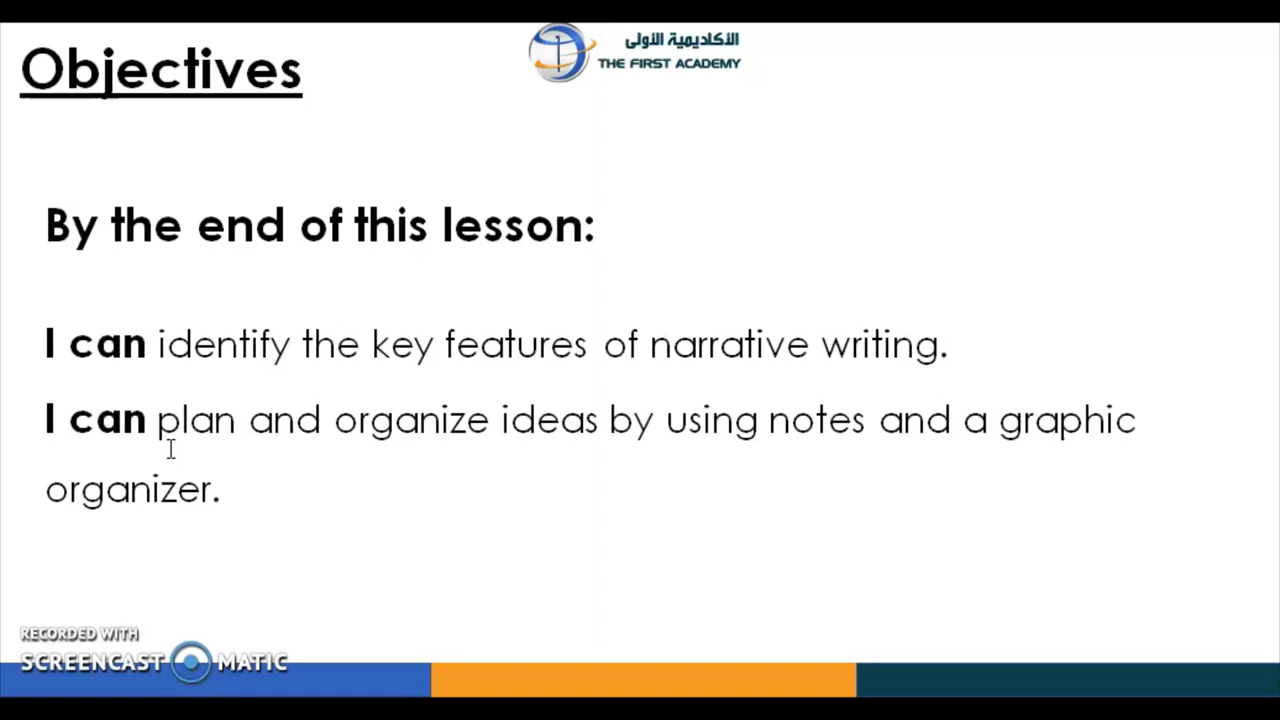 Objectives
الأكاديمية الأولى
THE FIRST ACADEMY
By the end of this lesson:
I can identify the key features of narrative writing.
I can plan and organize ideas by using notes and a graphic
organizer.
RECORDED WITH
SCREENCAST MATIC